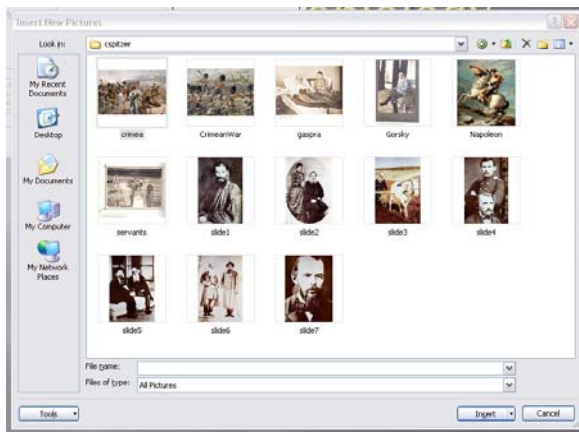 Insert New Pictures
Look in:
cspitzer
My Recent
Documents
Desktop
My Documents
My Computer
My Network
Places
crimea
CrimeanWar
gaspra
Gorsky
Napoleon
servants
slide1
slide2
slide3
slide4
slide5
slide6
slide7
File name:
Files of type:
All Pictures
Tools
Insert
Cancel